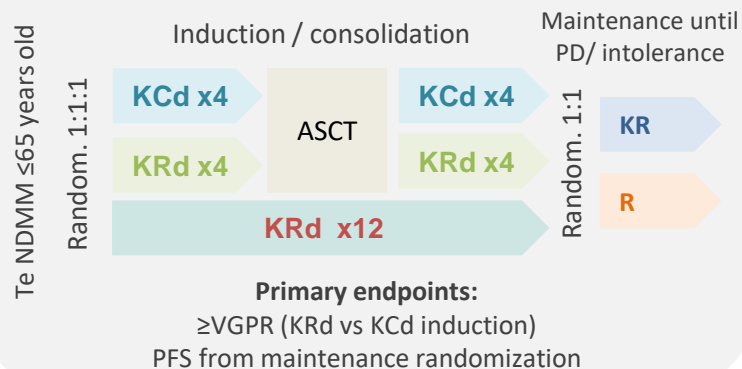 Te NDMM ≤65 years old
Random. 1:1:1
Induction / consolidation
KCd x4
KRd x4
ASCT
KCd x4
KRd x4
KRd x12
Random. 1:1
Maintenance until
PD/ intolerance
KR
R
Primary endpoints:
≥VGPR (KRd vs KCd induction)
PFS from maintenance randomization